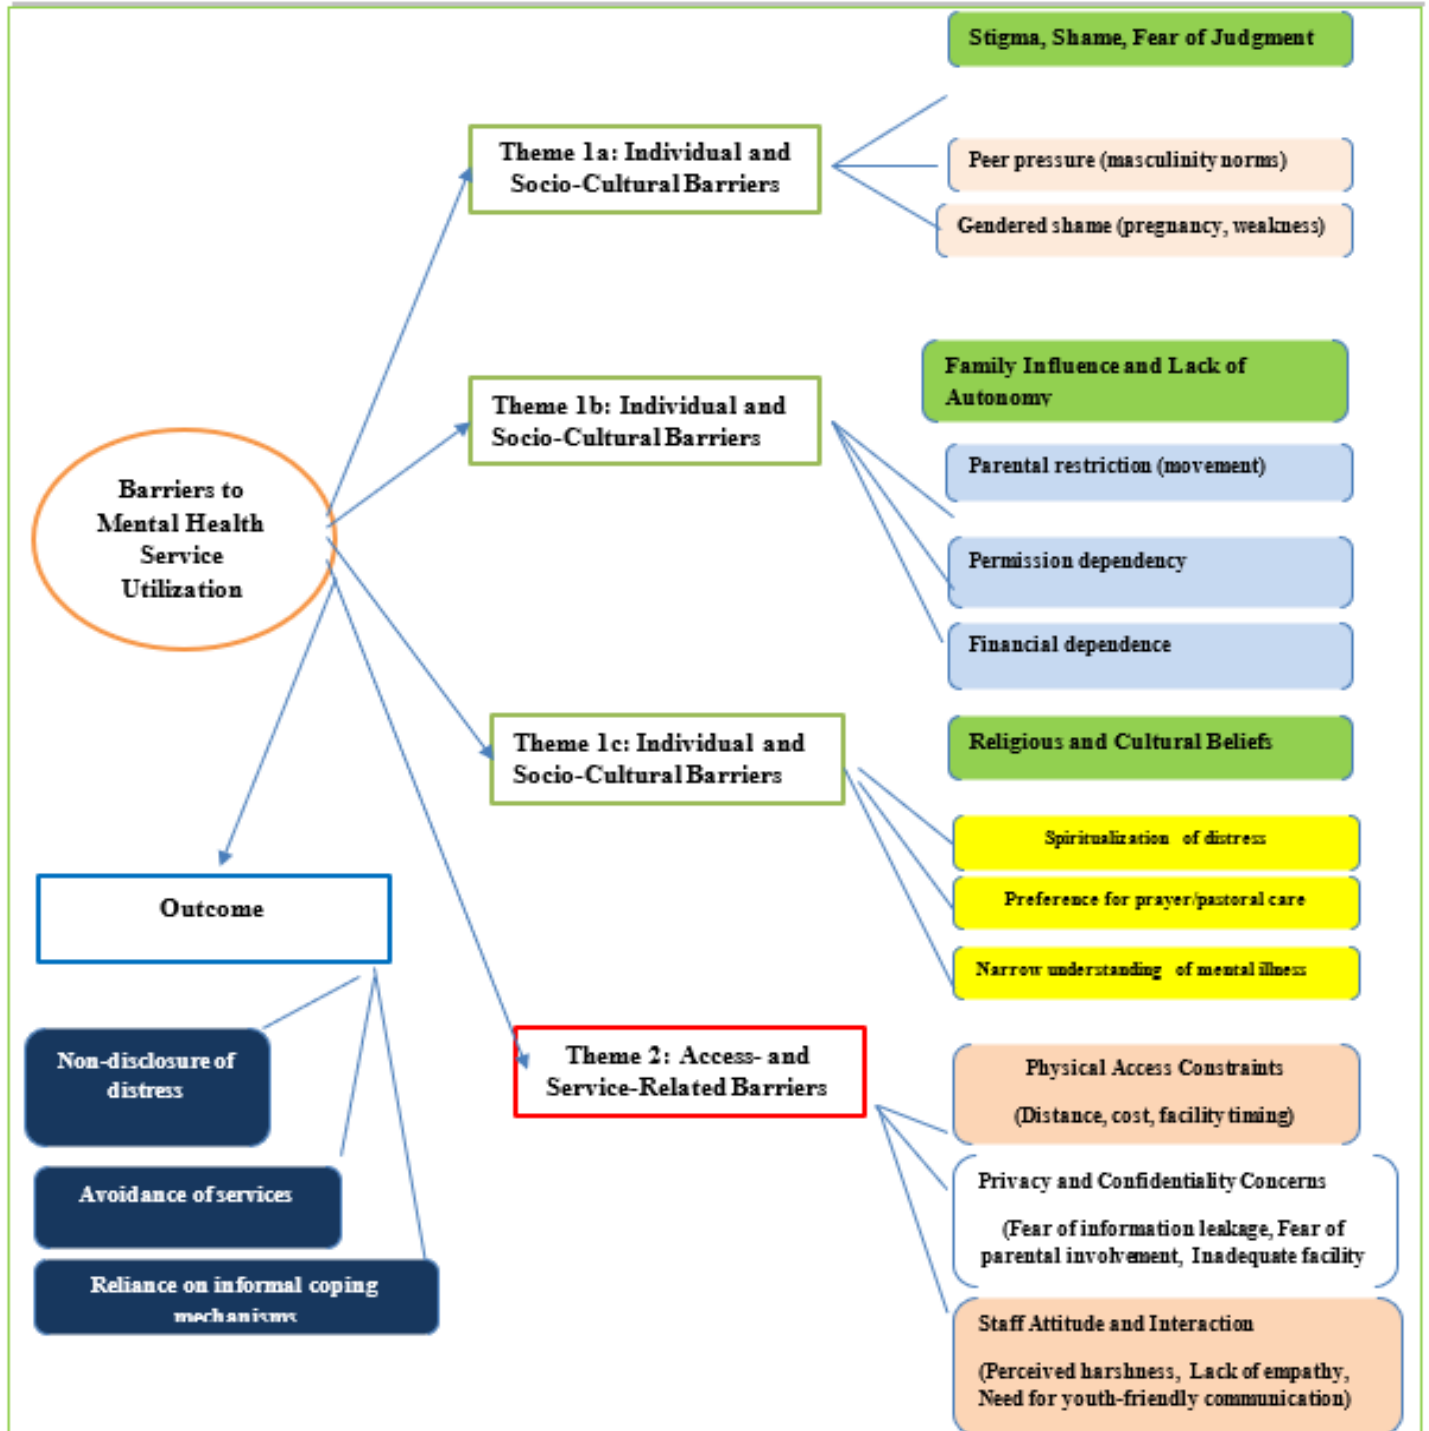 Stigma, Shame, Fear of Judgment
Theme 1a: Individual and
Socio-Cultural Barriers
Peer pressure (masculinity norms)
Gendered shame (pregnancy, weakness)
Theme 1b: Individual and
Socio-Cultural Barriers
Family Influence and Lack of
Autonomy
Parental restriction (movement)
Permission dependency
Financial dependence
Barriers to
Mental Health
Service
Utilization
Theme 1c: Individual and
Socio-Cultural Barriers
Religious and Cultural Beliefs
Spiritualization of distress
Preference for prayer/pastoral care
Narrow understanding of mental illness
Outcome
Non-disclosure of
distress
Avoidance of services
Reliance on informal coping
mechanisms
Theme 2: Access- and
Service-Related Barriers
Physical Access Constraints
(Distance, cost, facility timing)
Privacy and Confidentiality Concerns
(Fear of information leakage, Fear of
parental involvement, Inadequate facility
Staff Attitude and Interaction
(Perceived harshness, Lack of empathy,
Need for youth-friendly communication)